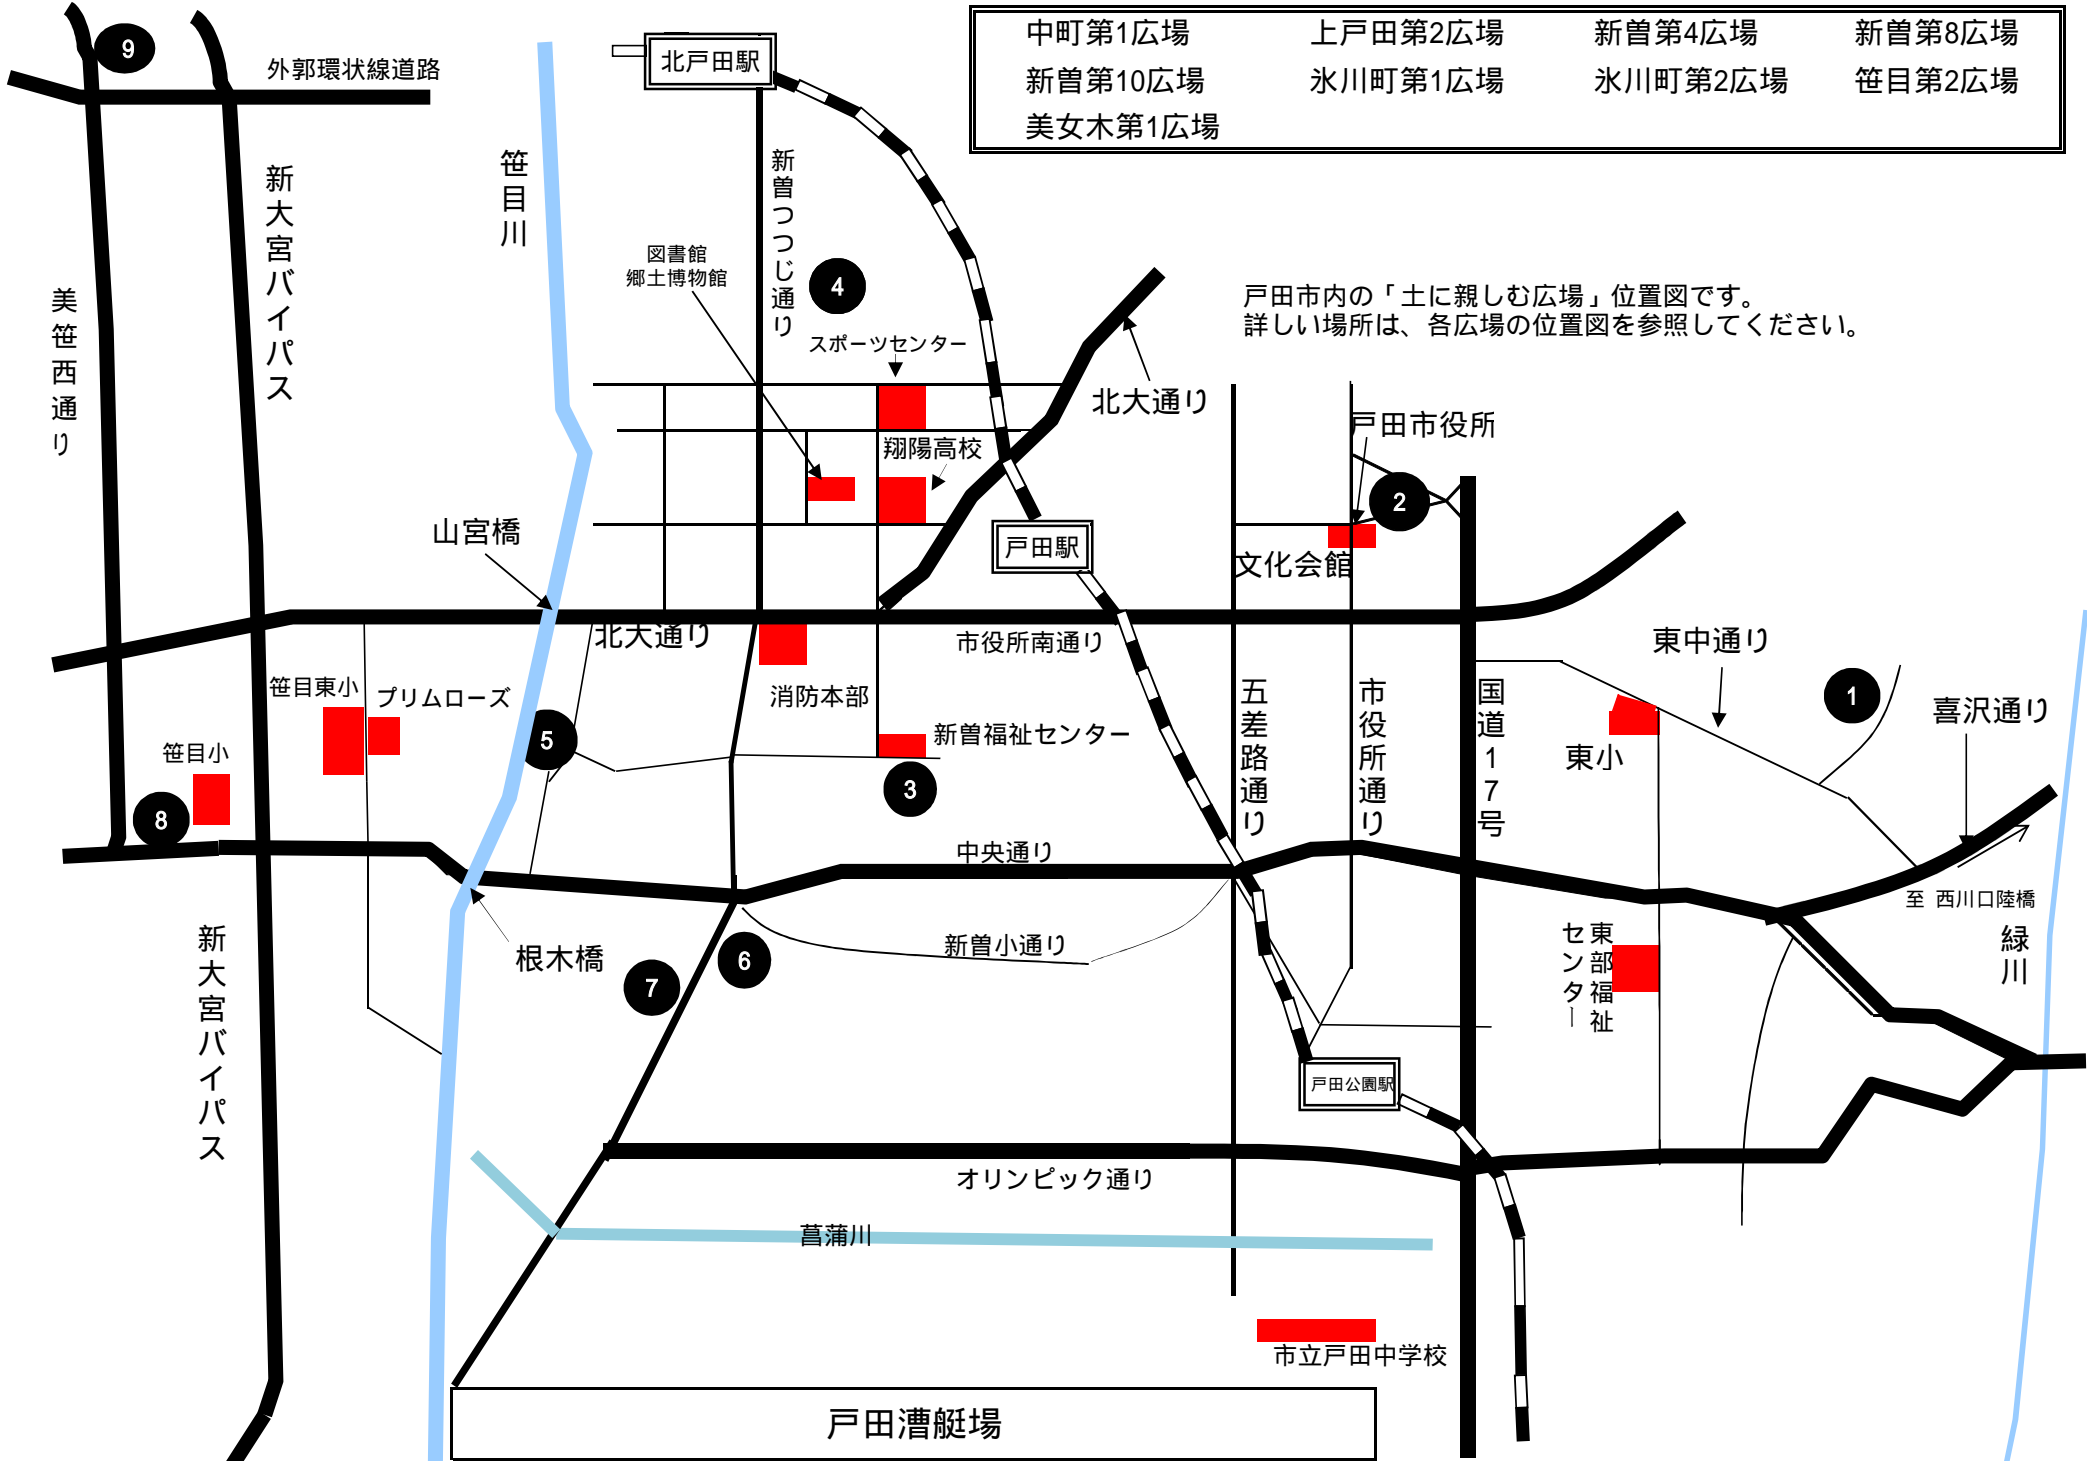 中町第1広場 上戸田第2広場 新曽第4広場 新曽第8広場
新曽第10広場 氷川町第1広場 氷川町第2広場 笹目第2広場
美女木第1広場
9
外郭環状線道路
北戸田駅
新大宮バイパス
笹目川
新曽つつじ通り
美笹西通り
図書館
郷土博物館
4
スポーツセンター
戸田市内の「土に親しむ広場」位置図です。
詳しい場所は、各広場の位置図を参照してください。
北大通り
戸田市役所
翔陽高校
2
山宮橋
戸田駅
文化会館
北大通り
市役所南通り
東中通り
笹目東小
プリムローズ
消防本部
五差路通り
市役所通り
国道17号
1
喜沢通り
笹目小
5
新曽福祉センター
東小
8
3
中央通り
至 西川口陸橋
新大宮バイパス
根木橋
7
6
新曽小通り
東部福祉
センター
緑川
戸田公園駅
オリンピック通り
菖蒲川
市立戸田中学校
戸田漕艇場